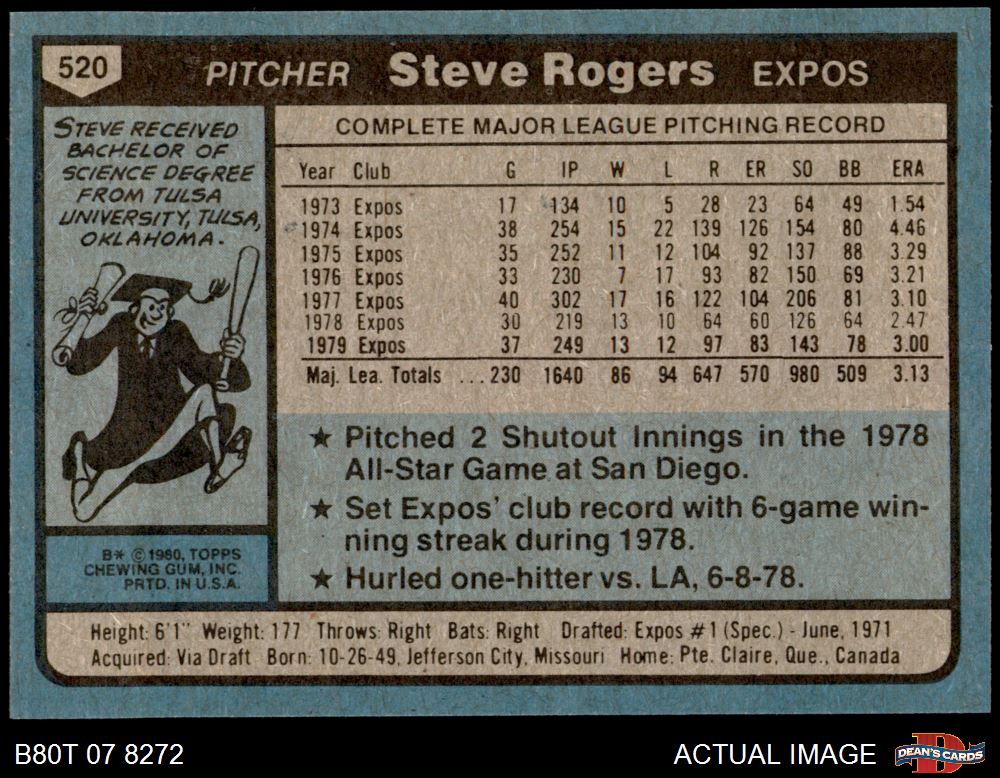 520 PITCHER Steve Rogers EXPOS
STEVE RECEIVED
BACHELOR OF
SCIENCE DEGREE
FROM TULSA
UNIVERSITY, TULSA,
OKLAHOMA.
B* © 1980, TOPPS
CHEWING GUM, INC.
PRTD. IN U.S.A.
COMPLETE MAJOR LEAGUE PITCHING RECORD
Year Club G IP W L R ER SO BB ERA
1973 Expos 17 134 10 5 28 23 64 49 1.54
1974 Expos 38 254 15 22 139 126 154 80 4.46
1975 Expos 35 252 11 12 104 92 137 88 3.29
1976 Expos 33 230 7 17 93 82 150 69 3.21
1977 Expos 40 302 17 16 122 104 206 81 3.10
1978 Expos 30 219 13 10 64 60 126 64 2.47
1979 Expos 37 249 13 12 97 83 143 78 3.00
Maj. Lea. Totals ...230 1640 86 94 647 570 980 509 3.13
★ Pitched 2 Shutout Innings in the 1978
All-Star Game at San Diego.
★ Set Expos' club record with 6-game win-
ning streak during 1978.
★ Hurled one-hitter vs. LA, 6-8-78.
Height: 6'1" Weight: 177 Throws: Right Bats: Right Drafted: Expos #1 (Spec.) - June, 1971
Acquired: Via Draft Born: 10-26-49, Jefferson City, Missouri Home: Pte. Claire, Que., Canada
B80T 07 8272 ACTUAL IMAGE DEAN'S CARDS